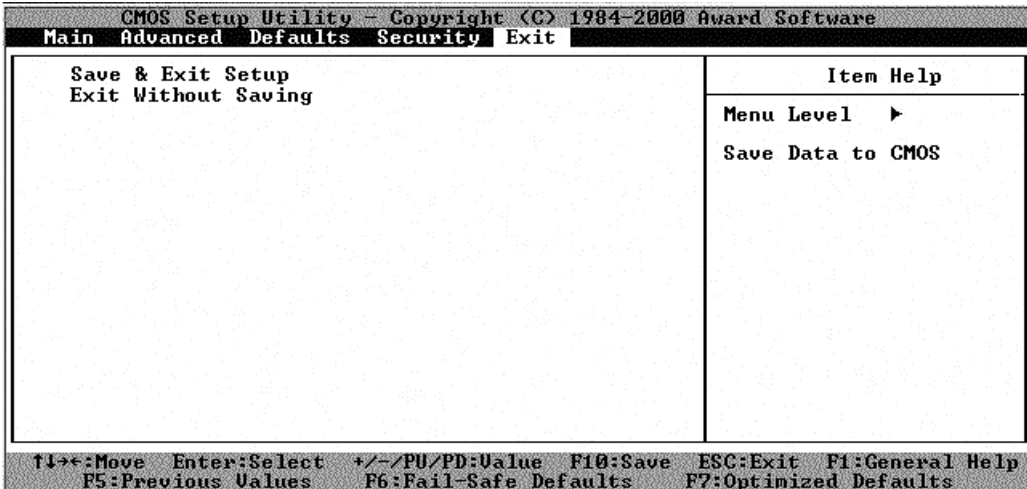 CMOS Setup Utility - Copyright (C) 1984-2000 Award Software
Main Advanced Defaults Security Exit
Save & Exit Setup
Exit Without Saving
Item Help
Menu Level ▶
Save Data to CMOS
↑↓→←:Move Enter:Select +/-/PU/PD:Value F10:Save ESC:Exit F1:General Help
F5:Previous Values F6:Fail-Safe Defaults F7:Optimized Defaults